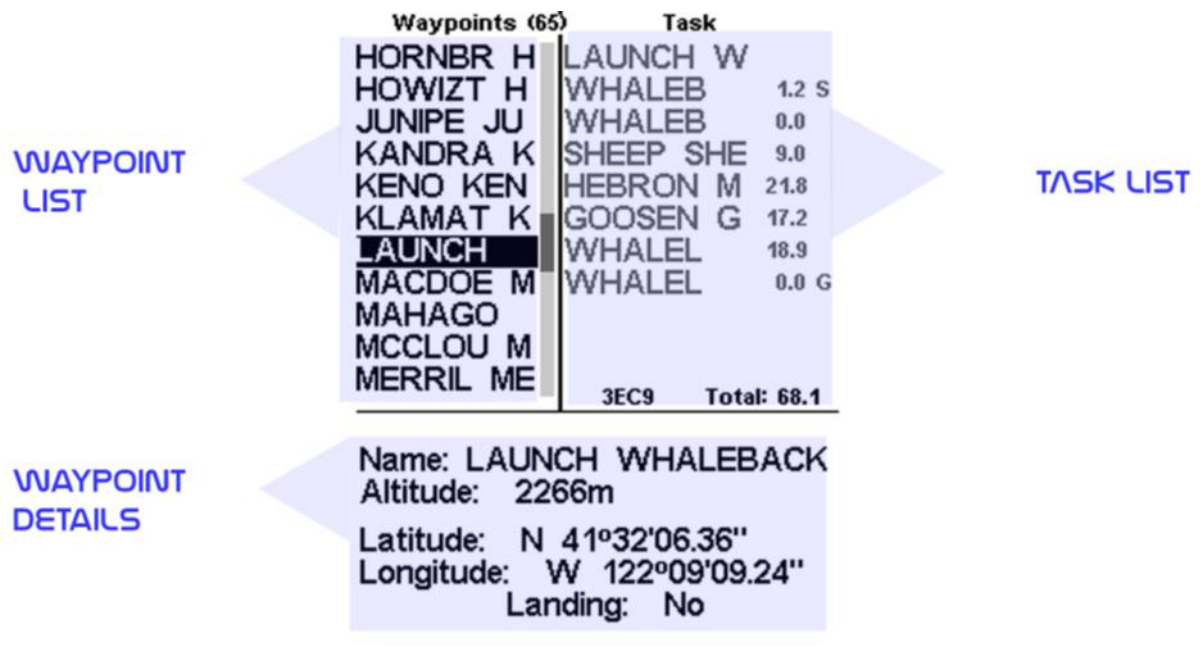 Waypoints (65) Task
HORNBR H LAUNCH W
HOWIZT H WHALEB 1.2 S
JUNIPE JU WHALEB 0.0
KANDRA K SHEEP SHE 9.0
KENO KEN HEBRON M 21.8
KLAMAT K GOOSEN G 17.2
LAUNCH WHALEL 18.9
MACDOE M WHALEL 0.0 G
MAHAGO
MCCLOU M
MERRIL ME
3EC9 Total: 68.1
WAYPOINT
LIST
TASK LIST
Name: LAUNCH WHALEBACK
Altitude: 2266m
Latitude: N 41º32'06.36"
Longitude: W 122º09'09.24"
Landing: No
WAYPOINT
DETAILS